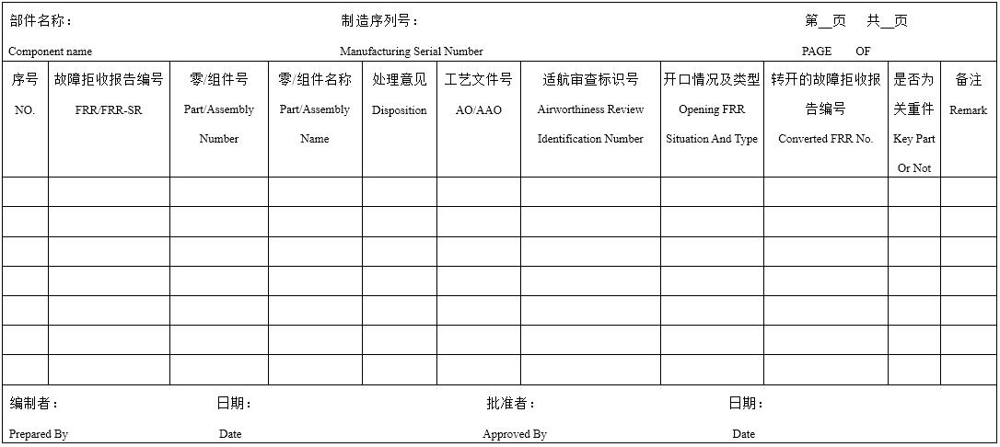 部件名称： 制造序列号： 第__页 共__页
Component name Manufacturing Serial Number PAGE OF
序号 故障拒收报告编号 零/组件号 零/组件名称 处理意见 工艺文件号 适航审查标识号 开口情况及类型 转开的故障拒收报 是否为 备注
NO. FRR/FRR-SR Part/Assembly Part/Assembly Disposition AO/AAO Airworthiness Review Opening FRR 告编号 关重件 Remark
Number Name Identification Number Situation And Type Converted FRR No. Key Part
Or Not
编制者： 日期： 批准者： 日期：
Prepared By Date Approved By Date